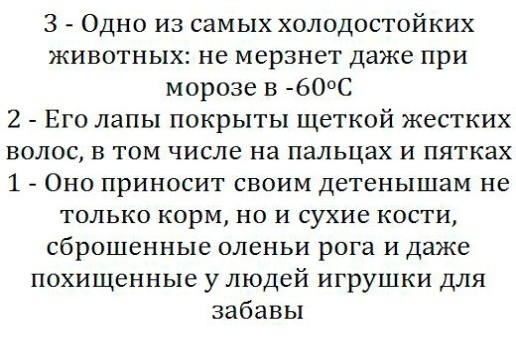 3 - Одно из самых холодостойких
животных: не мерзнет даже при
морозе в -60ºС
2 - Его лапы покрыты щеткой жестких
волос, в том числе на пальцах и пятках
1 - Оно приносит своим детенышам не
только корм, но и сухие кости,
сброшенные оленьи рога и даже
похищенные у людей игрушки для
забавы